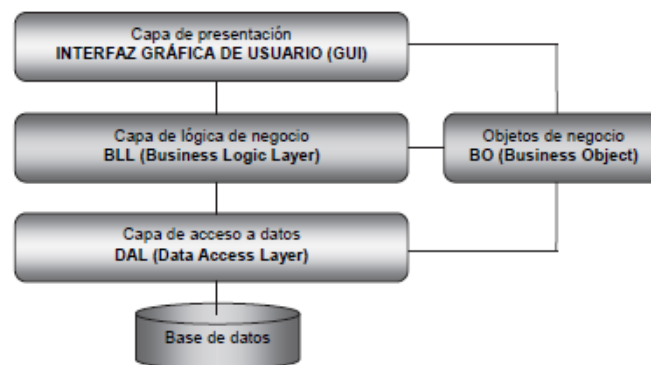 Capa de presentación
INTERFAZ GRÁFICA DE USUARIO (GUI)
Capa de lógica de negocio
BLL (Business Logic Layer)
Objetos de negocio
BO (Business Object)
Capa de acceso a datos
DAL (Data Access Layer)
Base de datos